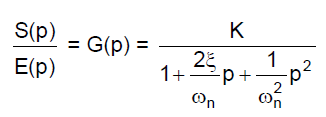 S(p)/E(p) = G(p) = K / (1 + (2ξ/ωn)p + (1/ωn²)p²)